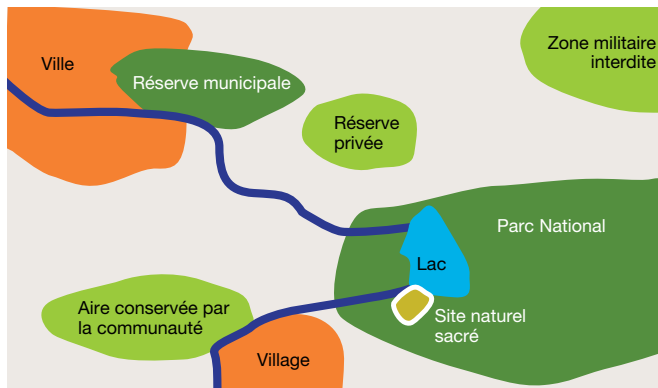 Ville
Réserve municipale
Zone militaire
interdite
Réserve
privée
Parc National
Lac
Aire conservée par
la communauté
Site naturel
sacré
Village